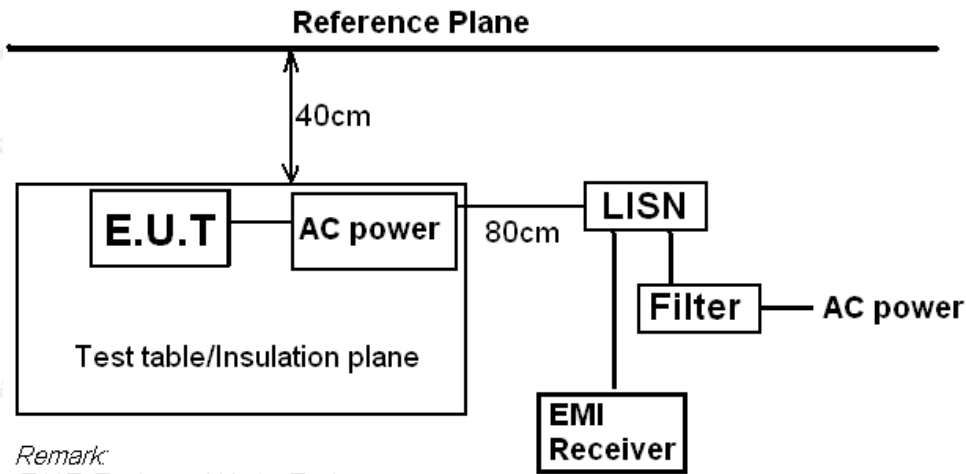 Reference Plane
40cm
E.U.T
AC power
80cm
LISN
Filter
AC power
Test table/Insulation plane
EMI
Receiver
Remark: